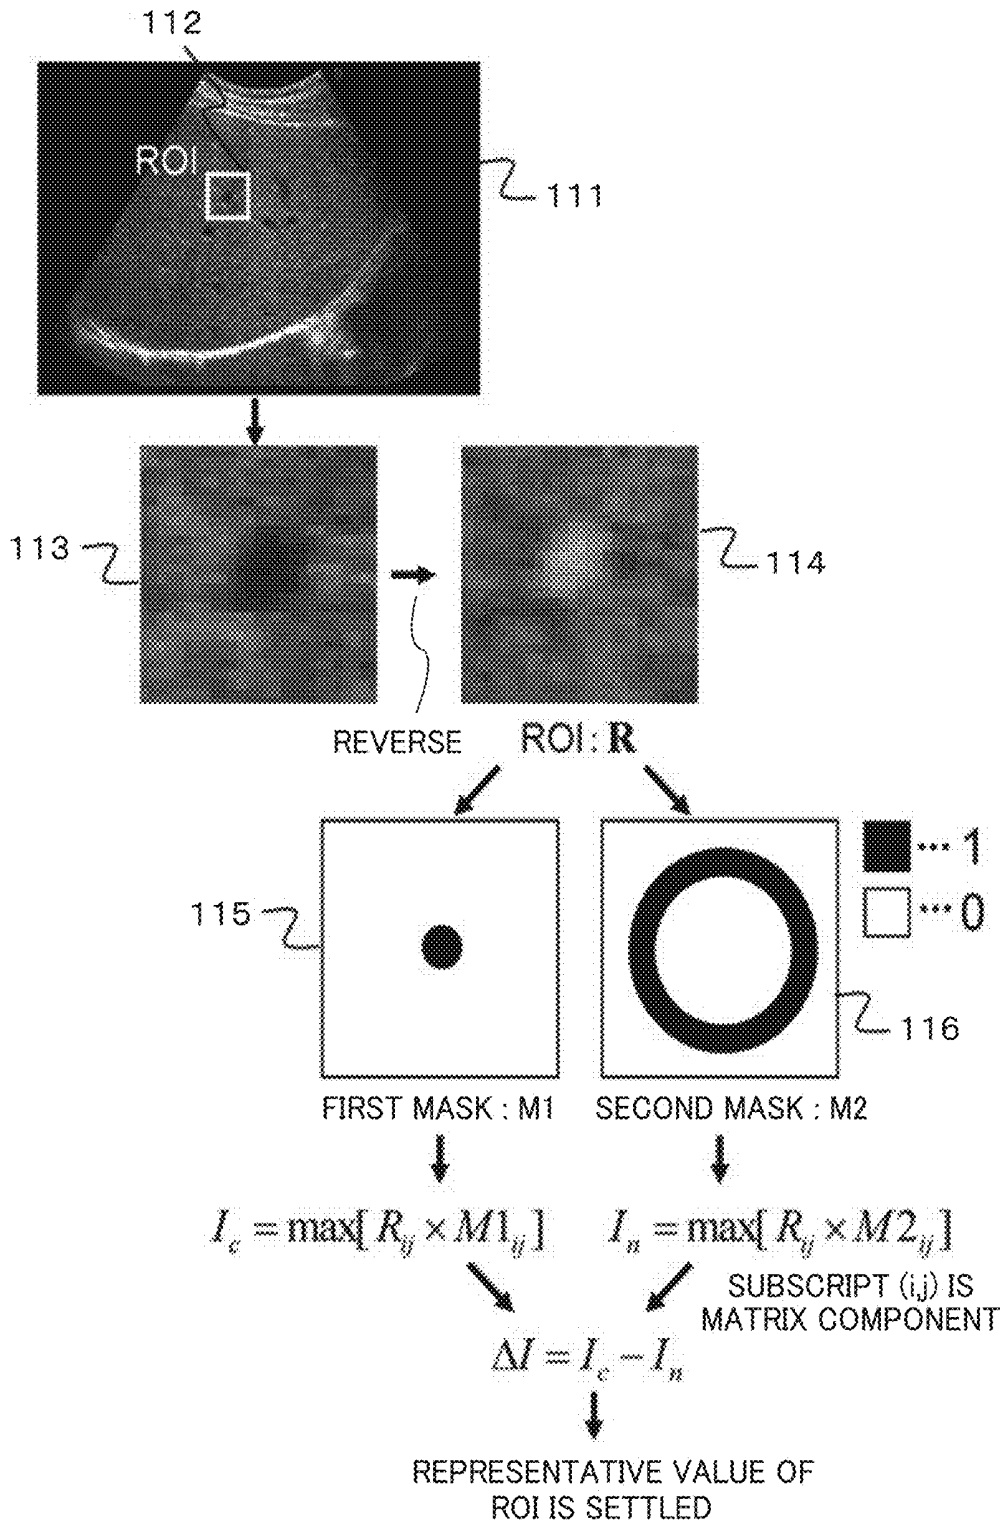 112
ROI
111
113
114
REVERSE
ROI : R
··· 1
··· 0
115
116
FIRST MASK : M1
SECOND MASK : M2
I_c = max[ R_ij × M1_ij ]
I_n = max[ R_ij × M2_ij ]
SUBSCRIPT (i,j) IS
MATRIX COMPONENT
ΔI = I_c − I_n
REPRESENTATIVE VALUE OF
ROI IS SETTLED